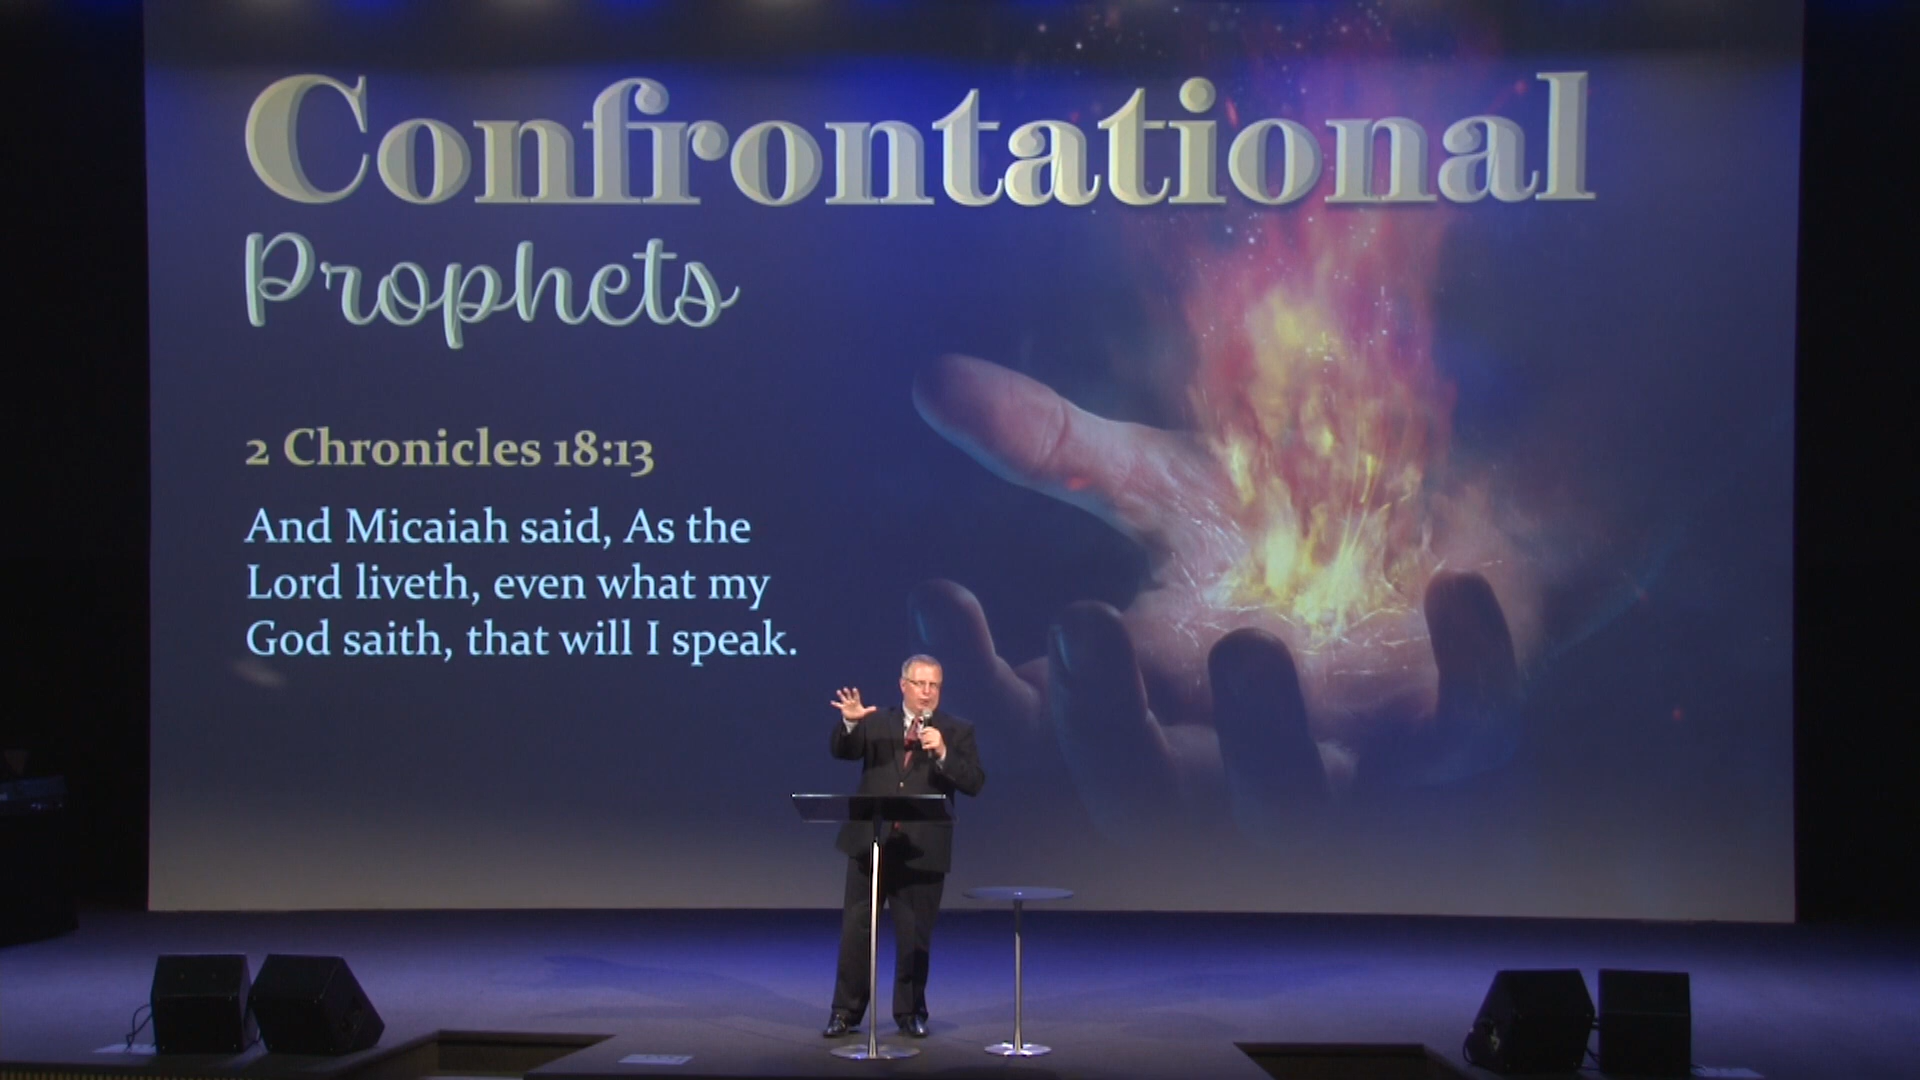 Confrontational
Prophets
2 Chronicles 18:13
And Micaiah said, As the
Lord liveth, even what my
God saith, that will I speak.